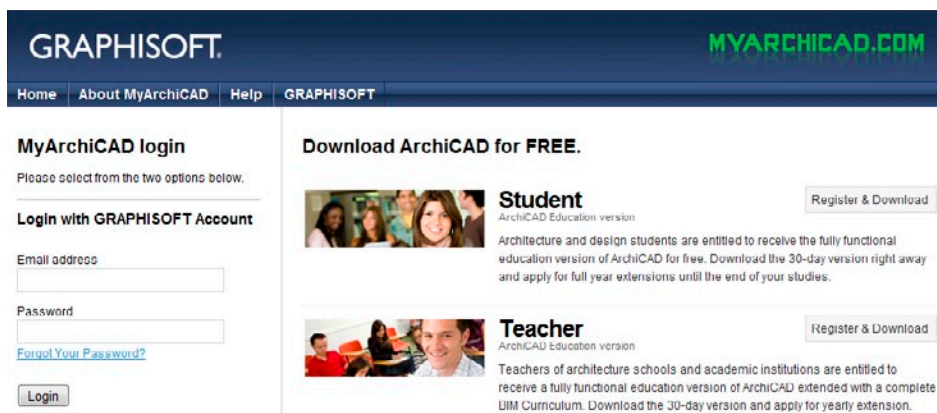 GRAPHISOFT.
MYARCHICAD.COM
Home About MyArchiCAD Help GRAPHISOFT
MyArchiCAD login
Please select from the two options below.
Login with GRAPHISOFT Account
Email address
Password
Forgot Your Password?
Login
Download ArchiCAD for FREE.
Student
Register & Download
ArchiCAD Education version
Architecture and design students are entitled to receive the fully functional
education version of ArchiCAD for free. Download the 30-day version right away
and apply for full year extensions until the end of your studies.
Teacher
Register & Download
ArchiCAD Education version
Teachers of architecture schools and academic institutions are entitled to
receive a fully functional education version of ArchiCAD extended with a complete
BIM Curriculum. Download the 30-day version and apply for yearly extension.